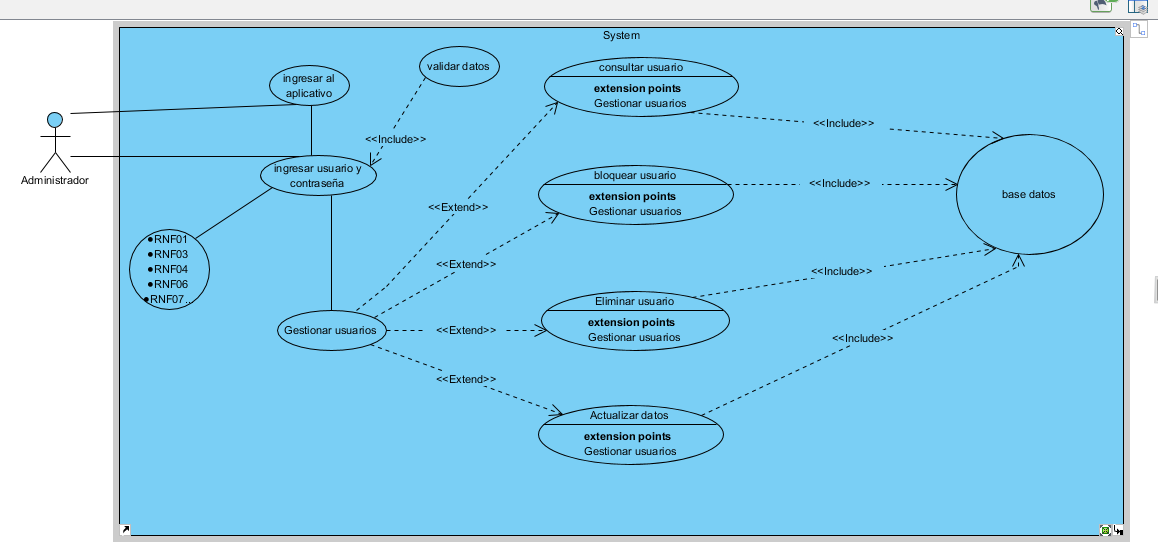 System
ingresar al
aplicativo
validar datos
consultar usuario
extension points
Gestionar usuarios
<<Include>>
<<Include>>
Administrador
ingresar usuario y
contraseña
bloquear usuario
extension points
Gestionar usuarios
<<Include>>
base datos
<<Extend>>
●RNF01
●RNF03
●RNF04
●RNF06
●RNF07...
<<Extend>>
<<Include>>
Eliminar usuario
extension points
Gestionar usuarios
Gestionar usuarios
<<Extend>>
<<Include>>
<<Extend>>
Actualizar datos
extension points
Gestionar usuarios